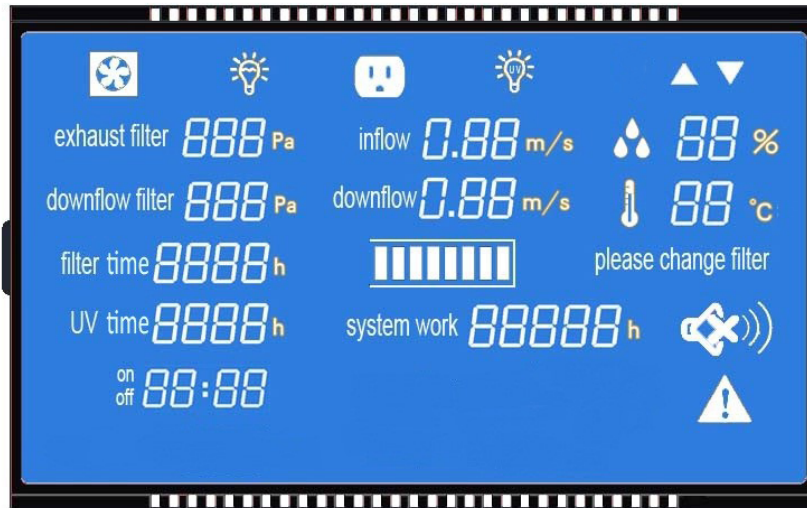 UV
exhaust filter 888 Pa
inflow 0.88 m/s
88 %
downflow filter 888 Pa
downflow 0.88 m/s
88 °C
filter time 8888 h
please change filter
UV time 8888 h
system work 88888 h
on
off 88:88